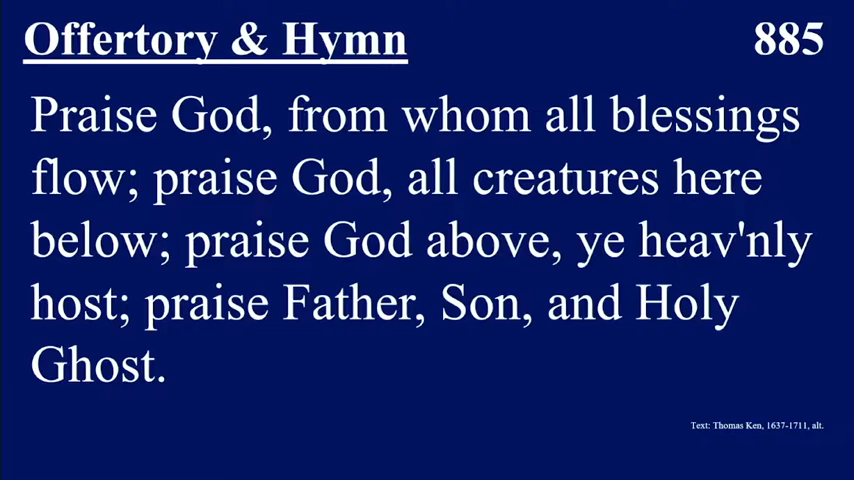 Offertory & Hymn 885
Praise God, from whom all blessings
flow; praise God, all creatures here
below; praise God above, ye heav'nly
host; praise Father, Son, and Holy
Ghost.
Text: Thomas Ken, 1637-1711, alt.